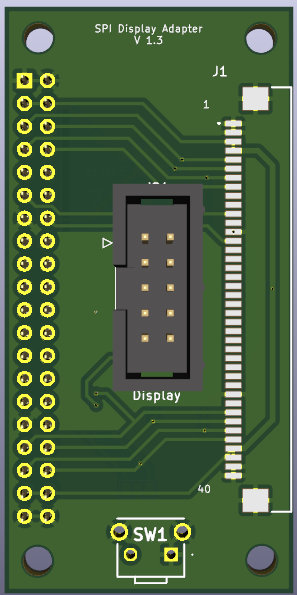 SPI Display Adapter
V 1.3
J1
1
Display
40
SW1